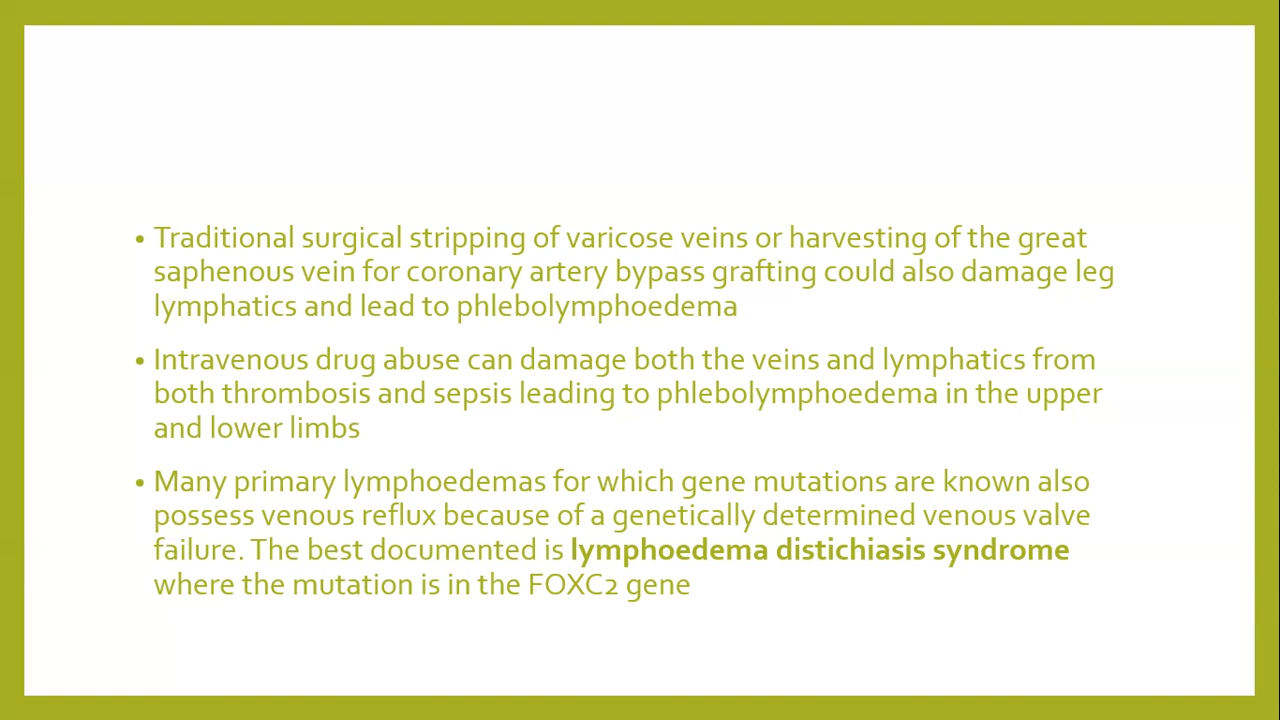 • Traditional surgical stripping of varicose veins or harvesting of the great
saphenous vein for coronary artery bypass grafting could also damage leg
lymphatics and lead to phlebolymphoedema
• Intravenous drug abuse can damage both the veins and lymphatics from
both thrombosis and sepsis leading to phlebolymphoedema in the upper
and lower limbs
• Many primary lymphoedemas for which gene mutations are known also
possess venous reflux because of a genetically determined venous valve
failure. The best documented is lymphoedema distichiasis syndrome
where the mutation is in the FOXC2 gene